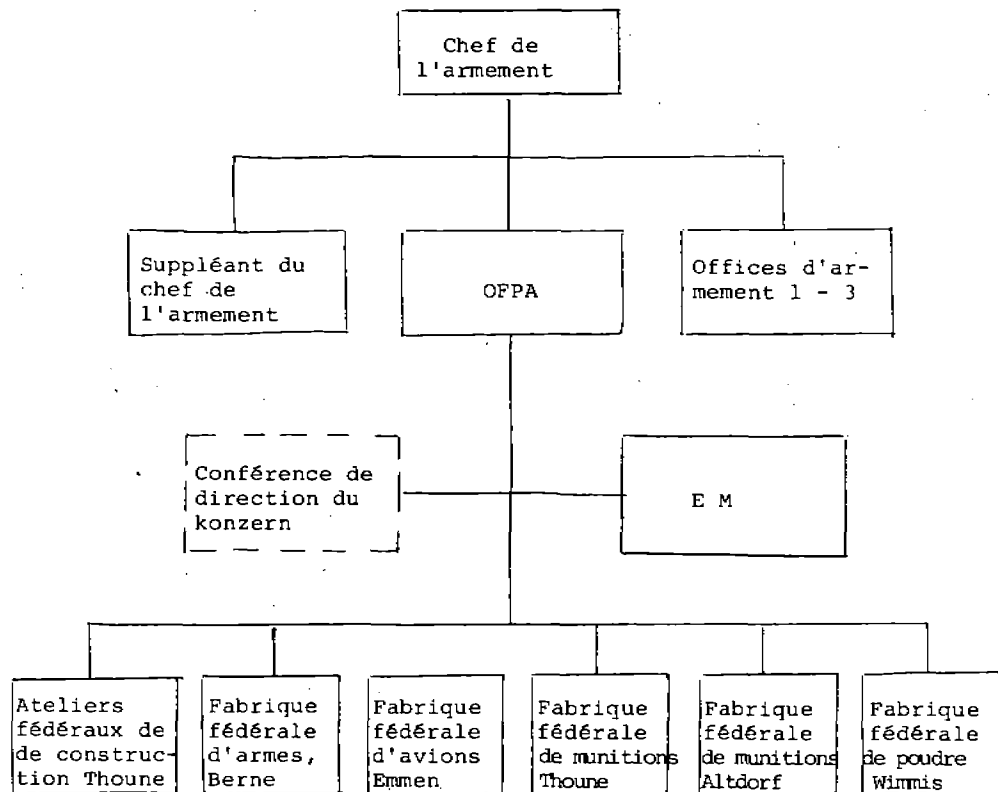 Chef de
l'armement
Suppléant du
chef de
l'armement
OFPA
Offices d'ar-
mement 1 - 3
Conférence de
direction du
konzern
E M
Ateliers
fédéraux de
de construc-
tion Thoune
Fabrique
fédérale
d'armes,
Berne
Fabrique
fédérale
d'avions
Emmen
Fabrique
fédérale
de munitions
Thoune
Fabrique
fédérale
de munitions
Altdorf
Fabrique
fédérale
de poudre
Wimmis